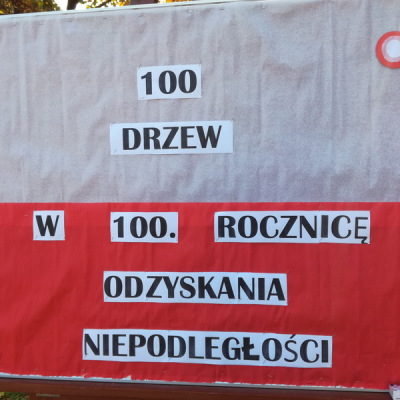 100
DRZEW
W 100. ROCZNICĘ
ODZYSKANIA
NIEPODLEGŁOŚCI